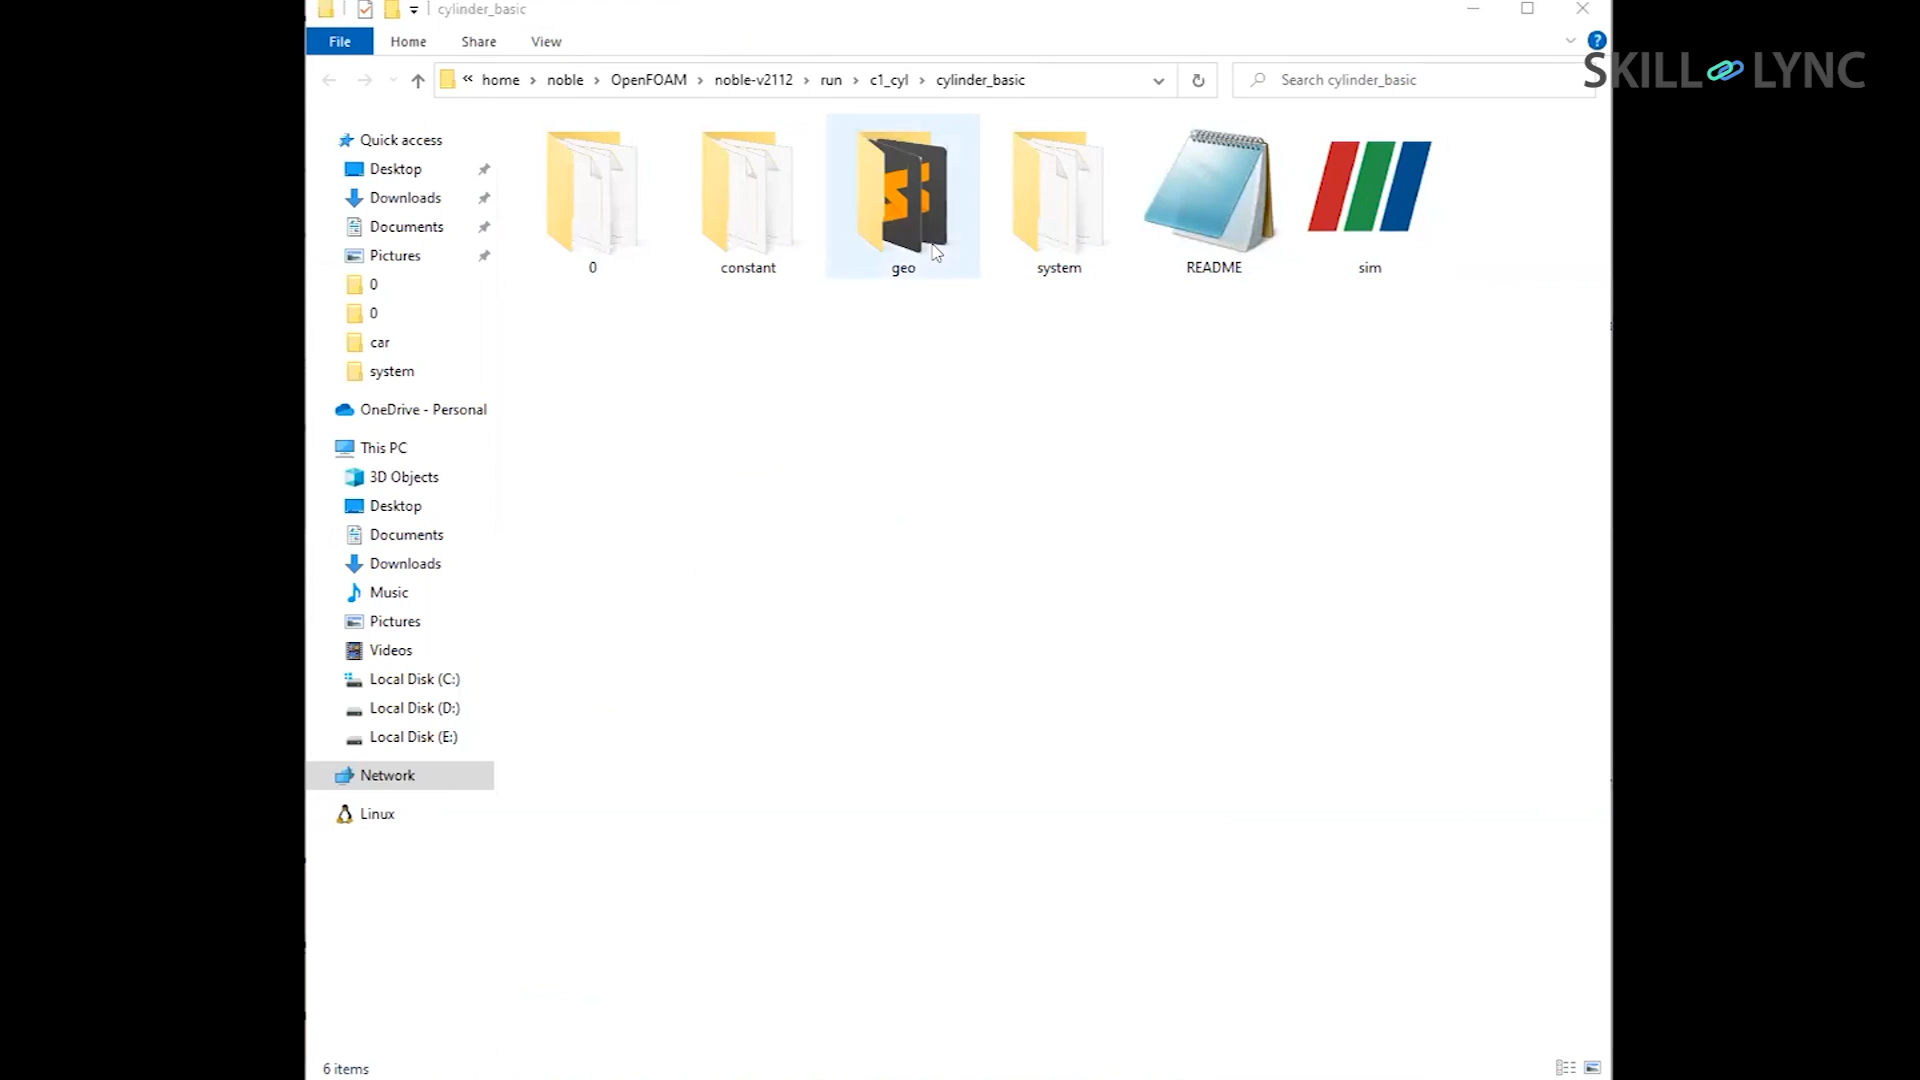 cylinder_basic
File Home Share View
SKILL LYNC
« home > noble > OpenFOAM > noble-v2112 > run > c1_cyl > cylinder_basic
Search cylinder_basic
Quick access
Desktop
Downloads
Documents
Pictures
0
0
car
system
OneDrive - Personal
This PC
3D Objects
Desktop
Documents
Downloads
Music
Pictures
Videos
Local Disk (C:)
Local Disk (D:)
Local Disk (E:)
Network
Linux
0 constant geo system README sim
6 items